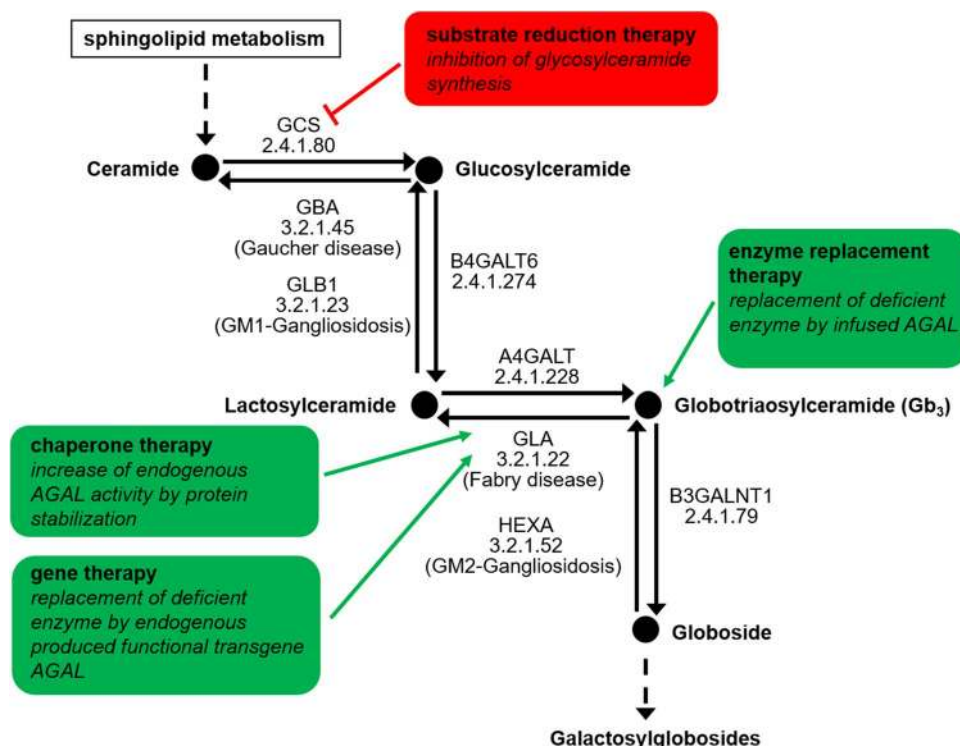 sphingolipid metabolism
substrate reduction therapy
inhibition of glycosylceramide
synthesis
GCS
2.4.1.80
Ceramide
Glucosylceramide
GBA
3.2.1.45
(Gaucher disease)
B4GALT6
2.4.1.274
GLB1
3.2.1.23
(GM1-Gangliosidosis)
enzyme replacement
therapy
replacement of deficient
enzyme by infused AGAL
A4GALT
2.4.1.228
Lactosylceramide
Globotriaosylceramide (Gb₃)
GLA
3.2.1.22
(Fabry disease)
chaperone therapy
increase of endogenous
AGAL activity by protein
stabilization
B3GALNT1
2.4.1.79
HEXA
3.2.1.52
(GM2-Gangliosidosis)
gene therapy
replacement of deficient
enzyme by endogenous
produced functional transgene
AGAL
Globoside
Galactosylglobosides